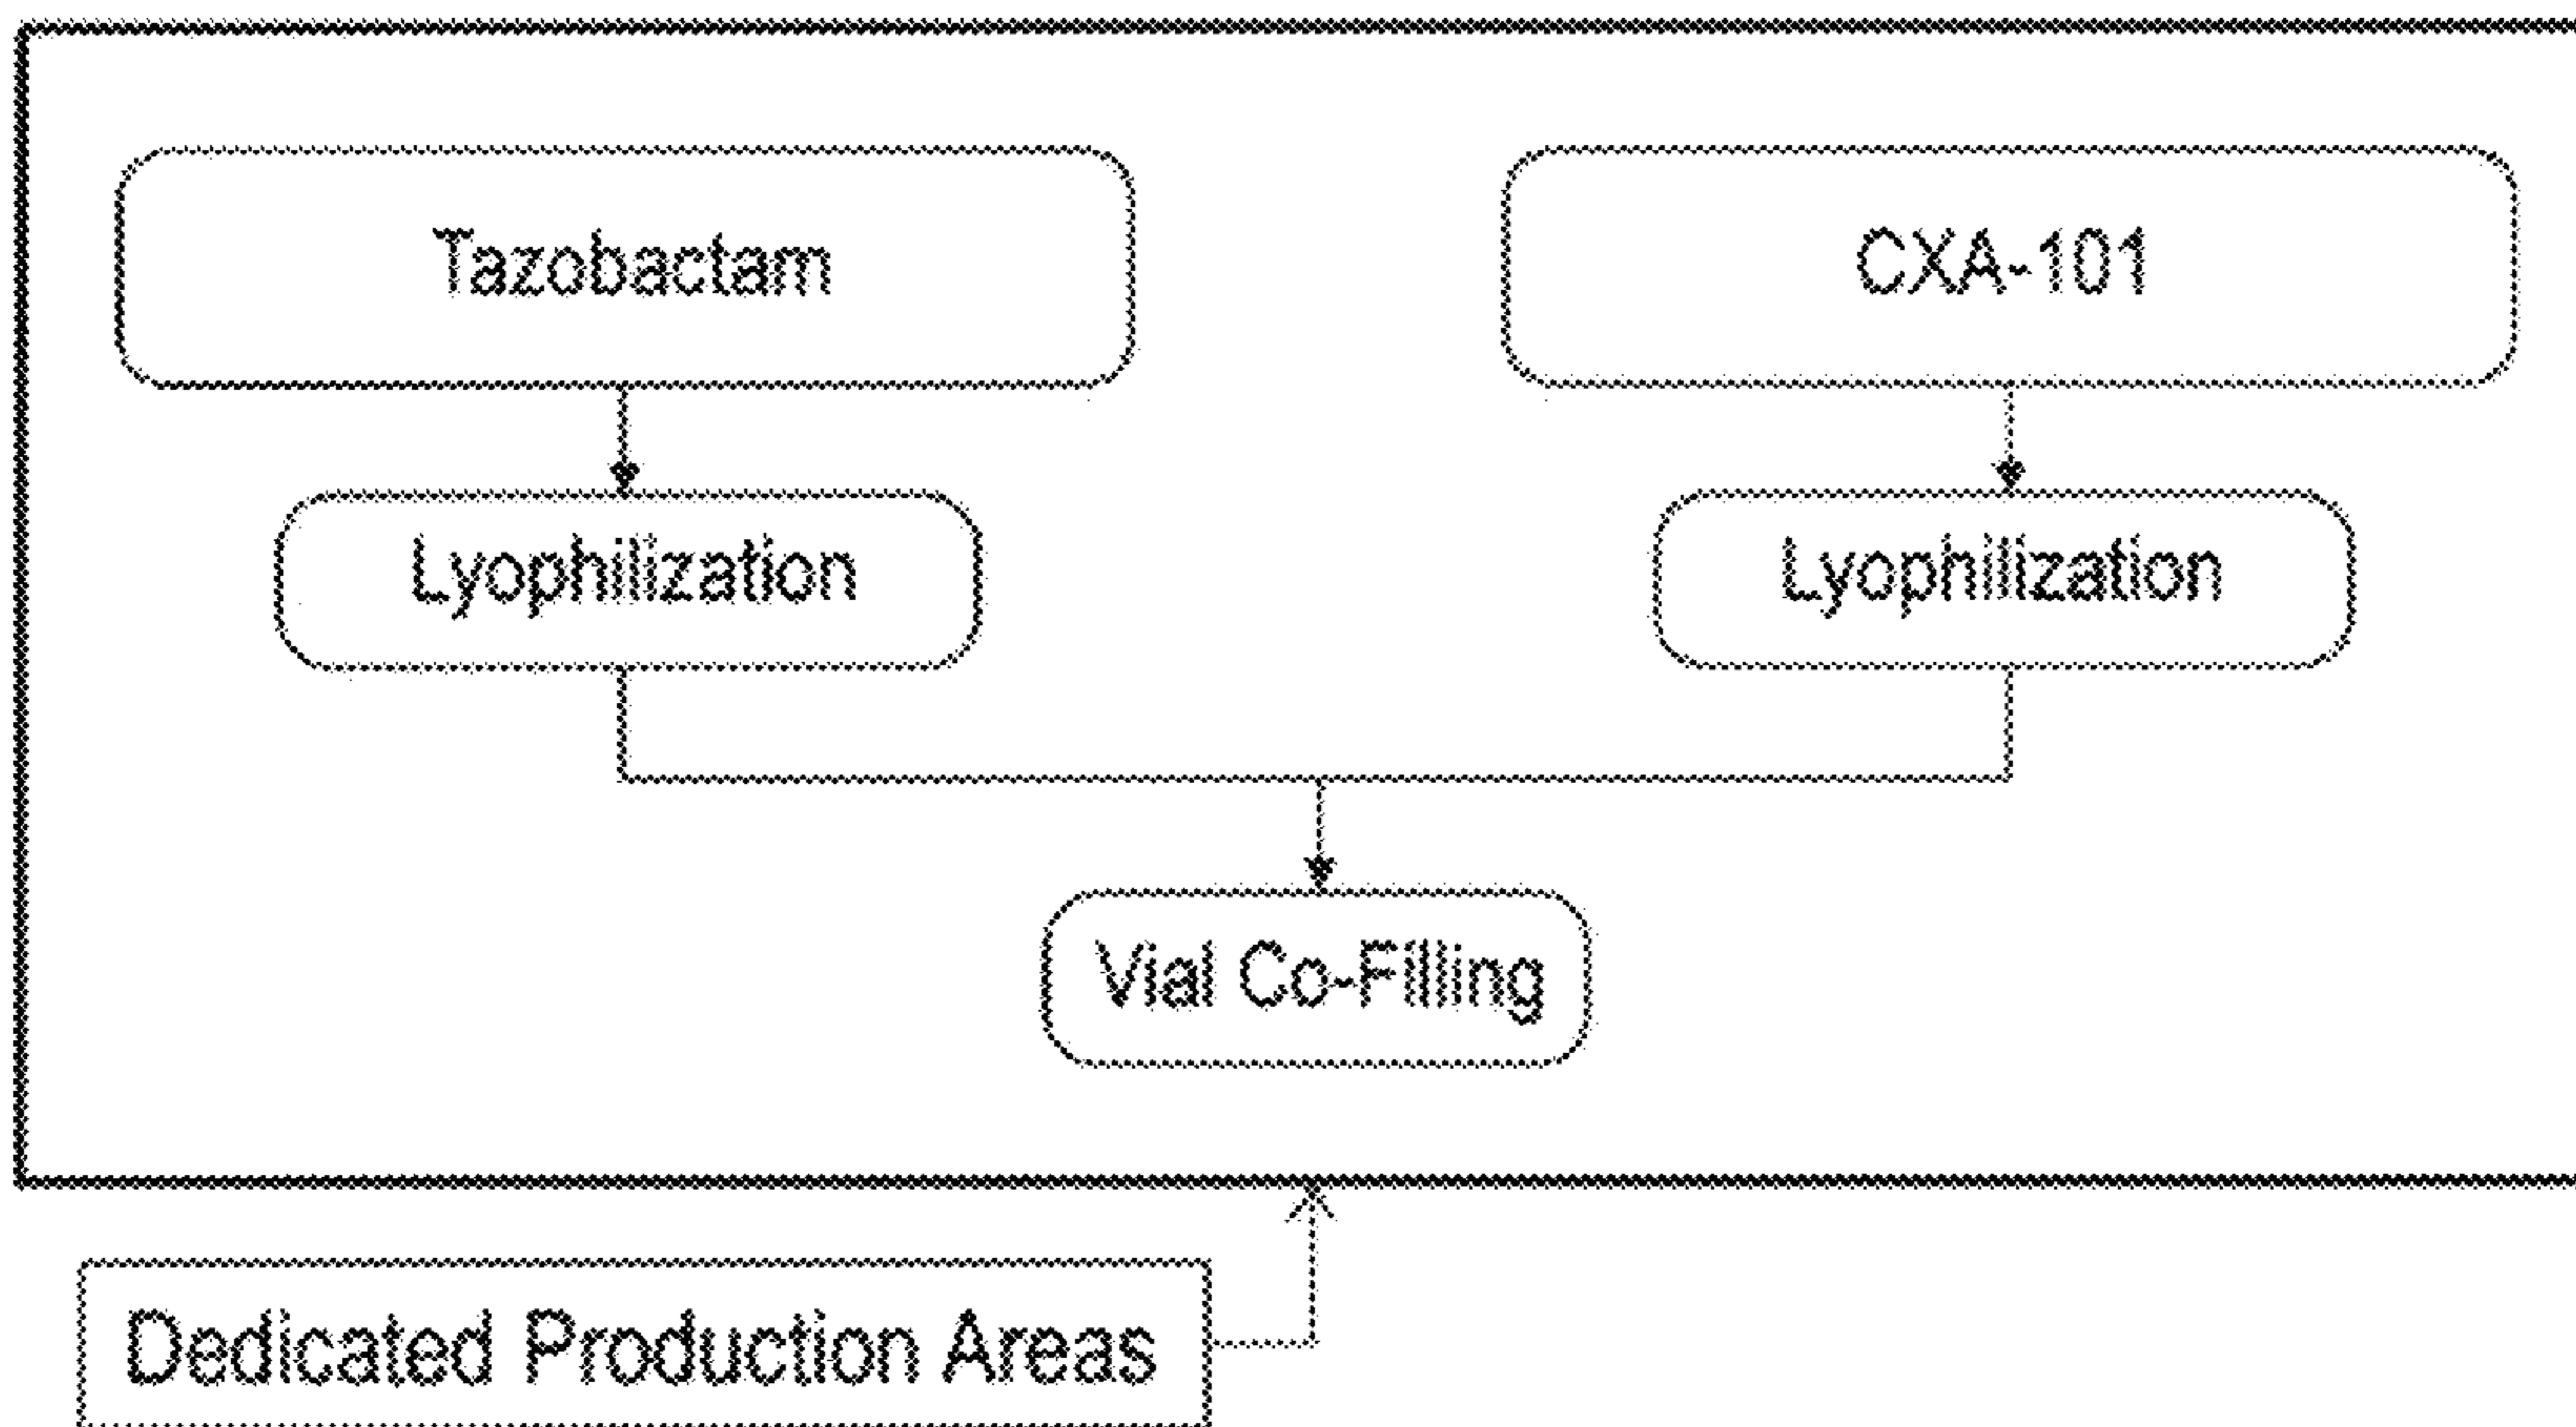 Tazobactam
CXA-101
Lyophilization
Lyophilization
Vial Co-Filling
Dedicated Production Areas